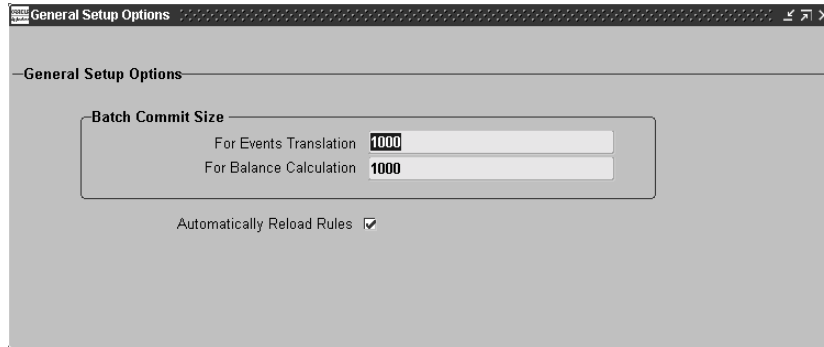 General Setup Options
General Setup Options
Batch Commit Size
For Events Translation 1000
For Balance Calculation 1000
Automatically Reload Rules